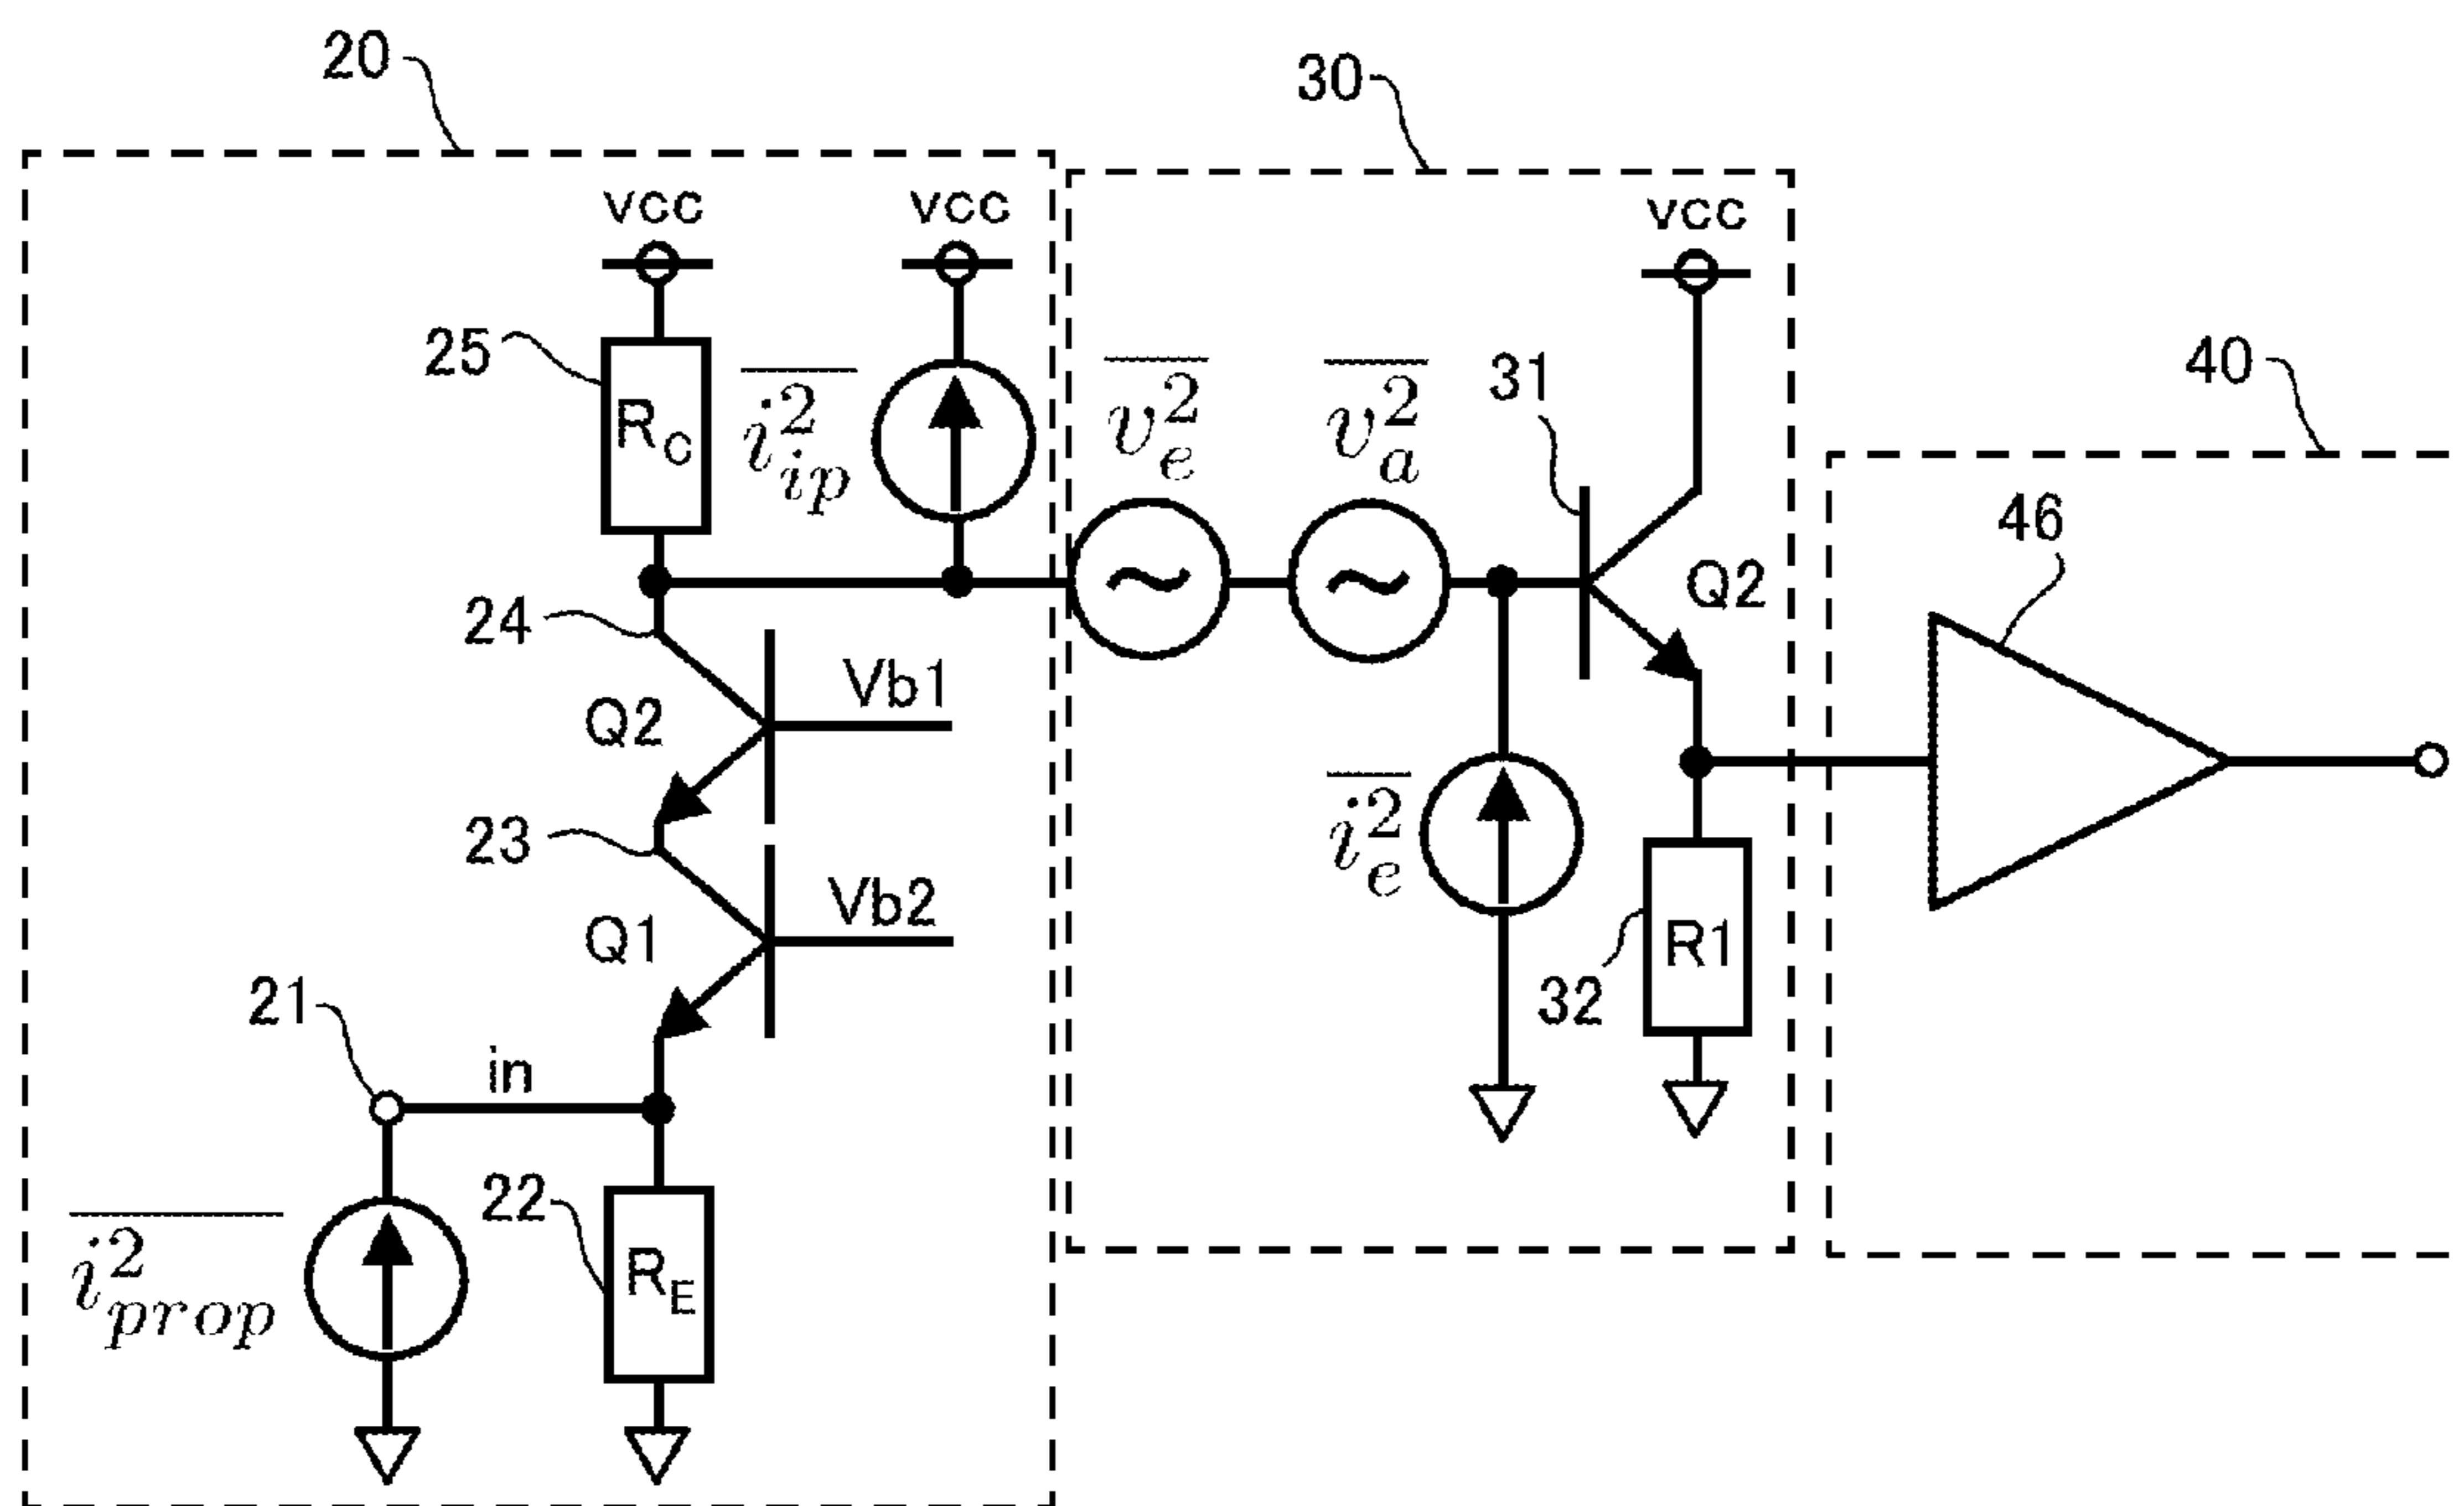 20
30
vcc
vcc
vcc
25
R_C
\overline{i_{ip}^2}
\overline{v_e^2}
\overline{v_a^2}
31
40
46
24
Q2
Q2
Vb1
23
\overline{i_e^2}
Q1
Vb2
R1
32
21
in
22
\overline{i_{prop}^2}
R_E